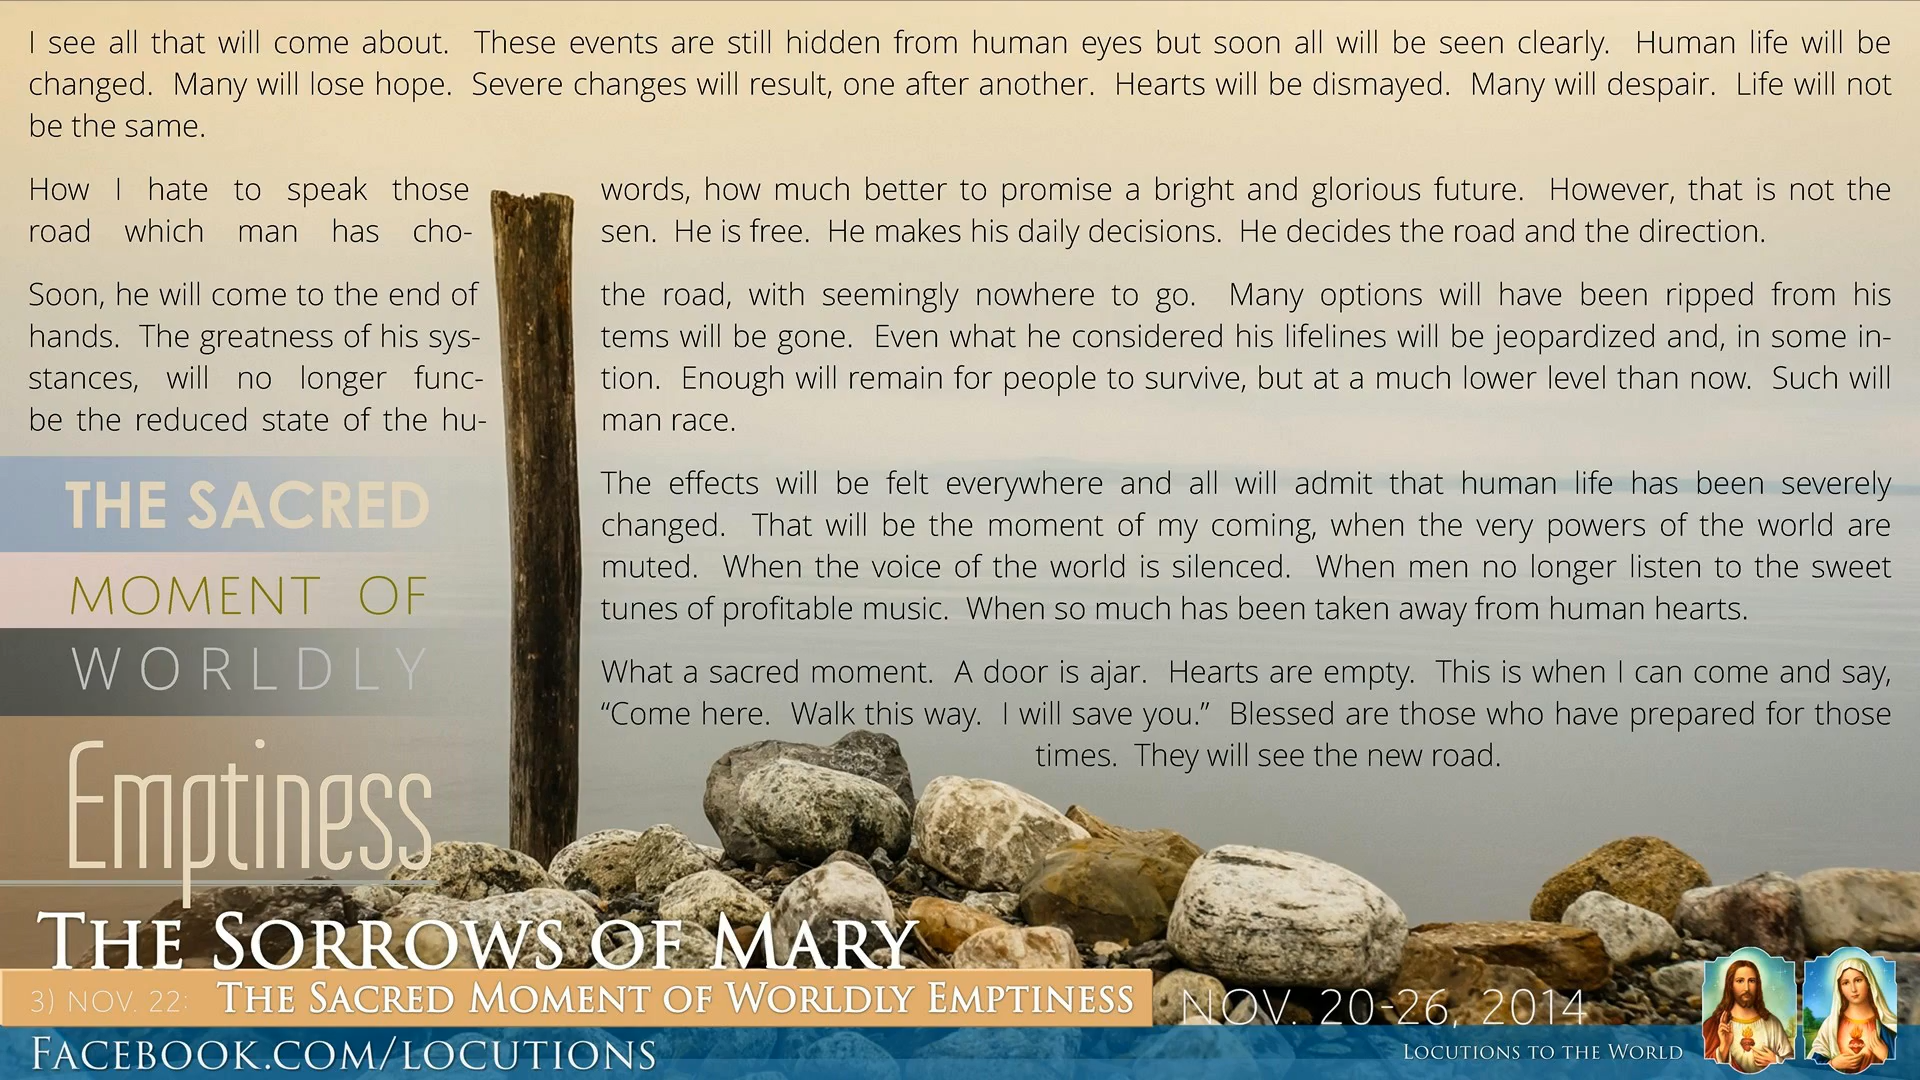 I see all that will come about. These events are still hidden from human eyes but soon all will be seen clearly. Human life will be
changed. Many will lose hope. Severe changes will result, one after another. Hearts will be dismayed. Many will despair. Life will not
be the same.
How I hate to speak those words, how much better to promise a bright and glorious future. However, that is not the
road which man has cho- sen. He is free. He makes his daily decisions. He decides the road and the direction.
Soon, he will come to the end of the road, with seemingly nowhere to go. Many options will have been ripped from his
hands. The greatness of his sys- tems will be gone. Even what he considered his lifelines will be jeopardized and, in some in-
stances, will no longer func- tion. Enough will remain for people to survive, but at a much lower level than now. Such will
be the reduced state of the hu- man race.
The effects will be felt everywhere and all will admit that human life has been severely
changed. That will be the moment of my coming, when the very powers of the world are
muted. When the voice of the world is silenced. When men no longer listen to the sweet
tunes of profitable music. When so much has been taken away from human hearts.
What a sacred moment. A door is ajar. Hearts are empty. This is when I can come and say,
“Come here. Walk this way. I will save you.” Blessed are those who have prepared for those
times. They will see the new road.
THE SACRED
MOMENT OF
WORLDLY
Emptiness
THE SORROWS OF MARY
3) NOV. 22: THE SACRED MOMENT OF WORLDLY EMPTINESS
NOV. 20-26, 2014
FACEBOOK.COM/LOCUTIONS
LOCUTIONS TO THE WORLD